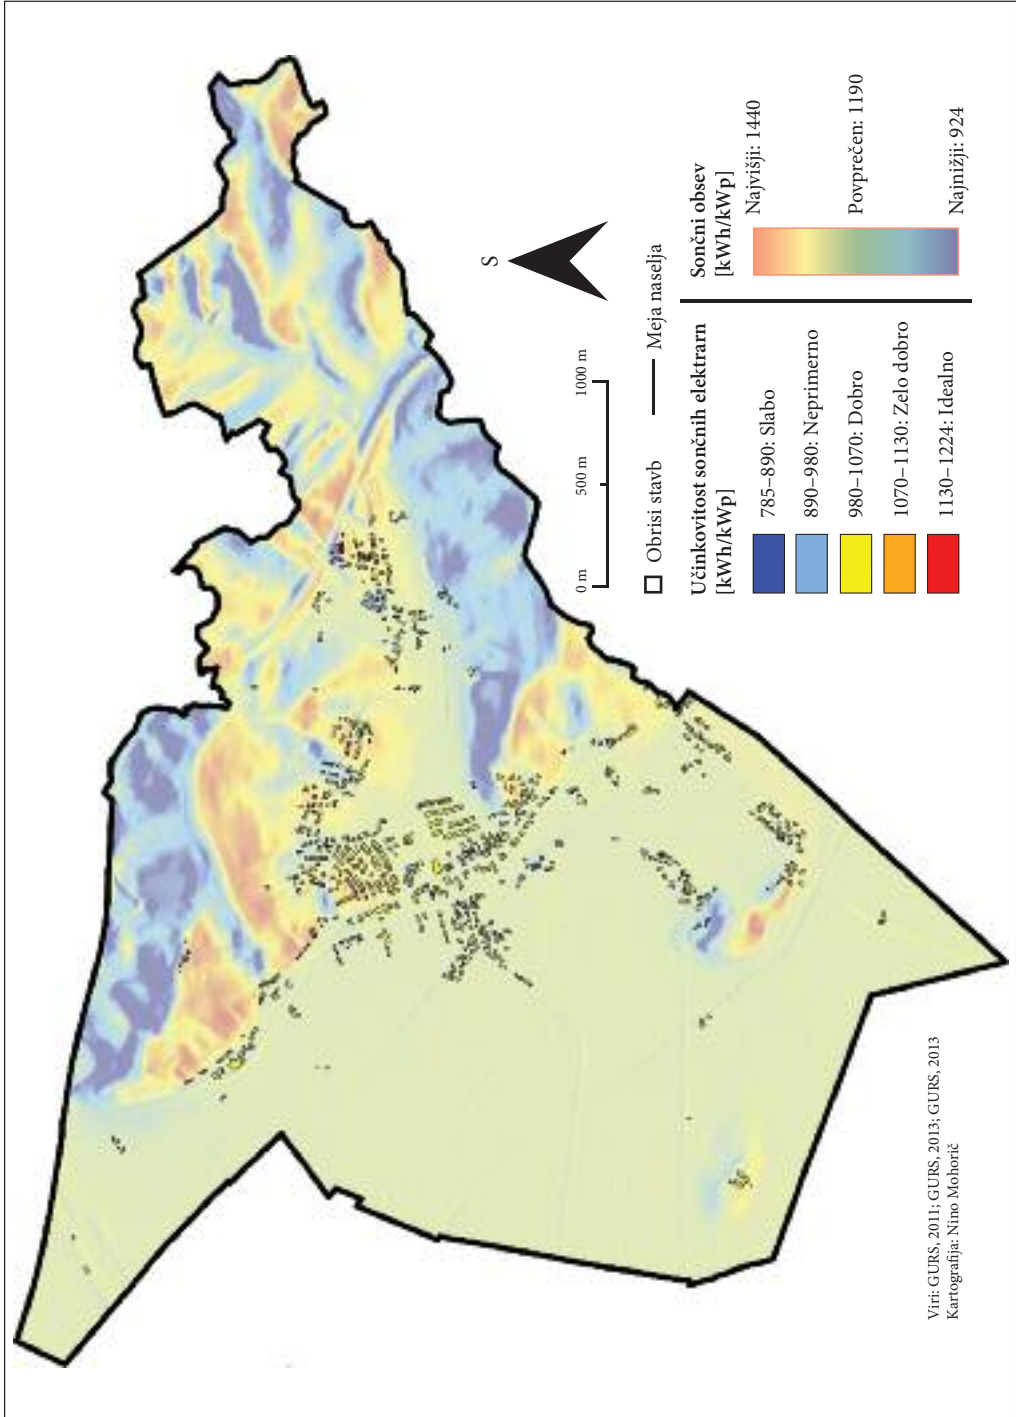 S
0 m
500 m
1000 m
Obrisi stavb
Meja naselja
Učinkovitost sončnih elektrarn
[kWh/kWp]
785–890: Slabo
890–980: Neprimerno
980–1070: Dobro
1070–1130: Zelo dobro
1130–1224: Idealno
Sončni obsev
[kWh/kWp]
Najvišji: 1440
Povprečen: 1190
Najnižji: 924
Viri: GURS, 2011; GURS, 2013; GURS, 2013
Kartografija: Nino Mohorič